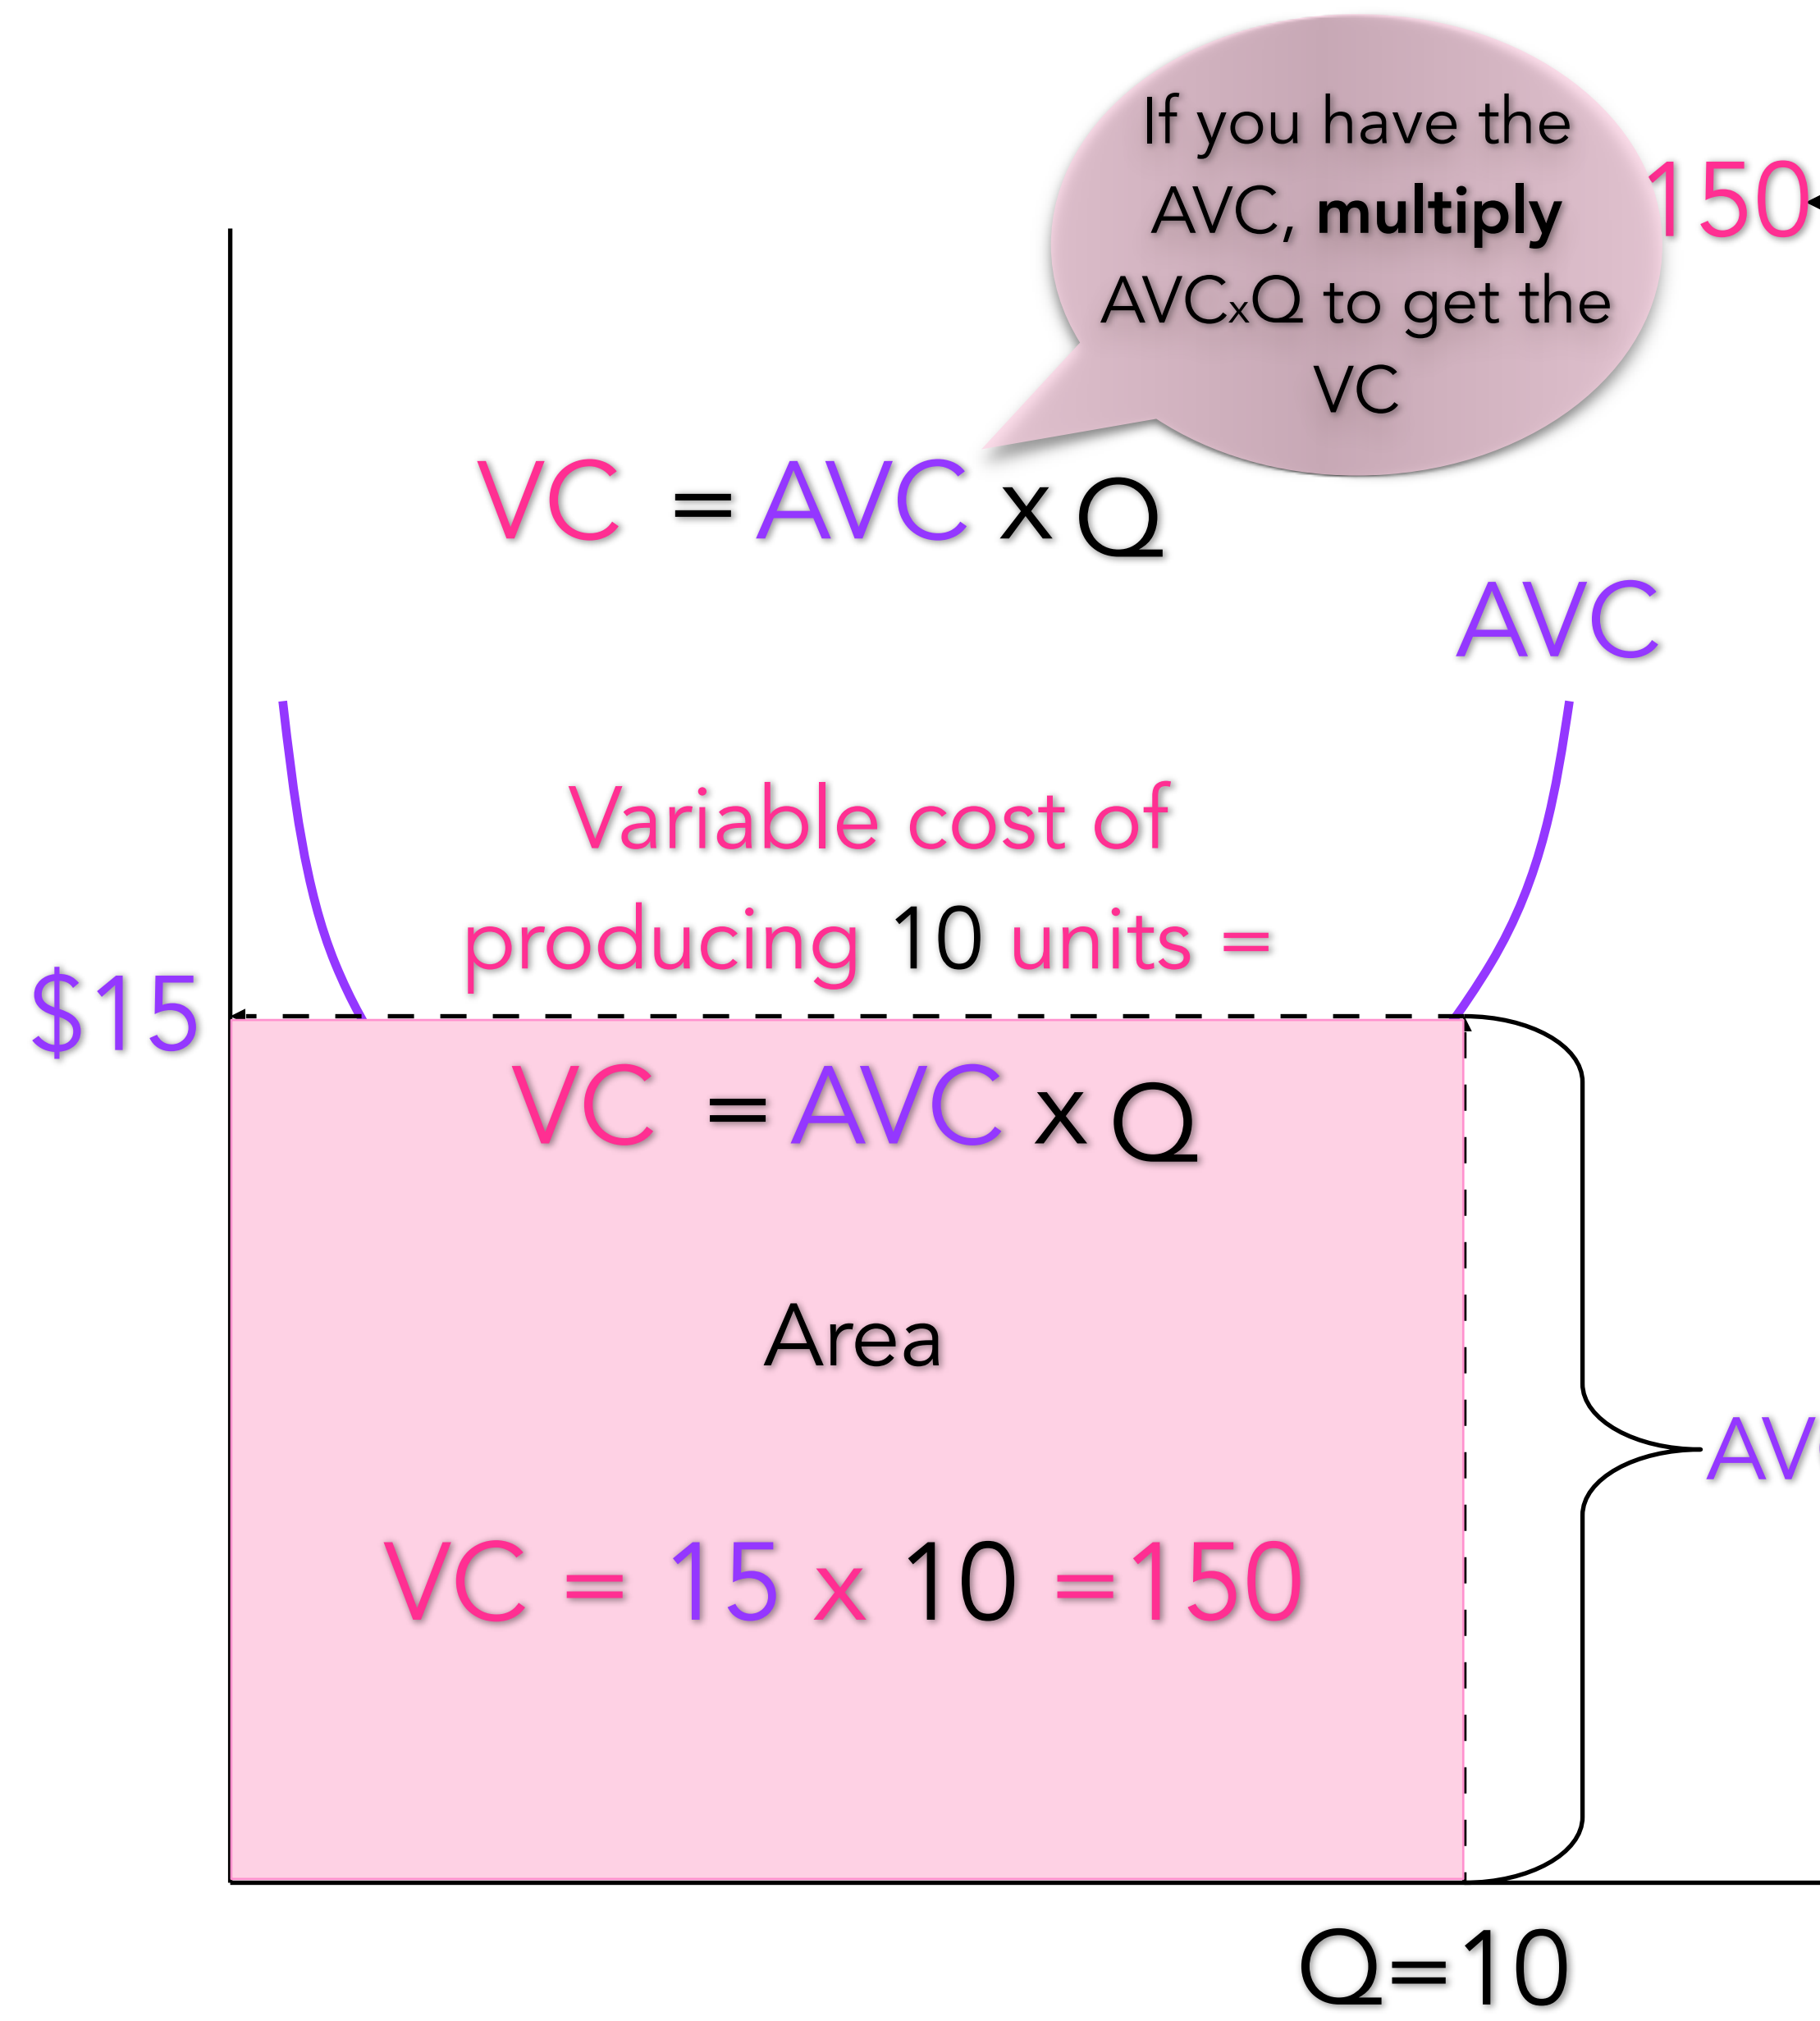 If you have the
AVC, multiply
AVCxQ to get the
VC
150
VC = AVC x Q
AVC
Variable cost of
producing 10 units =
$15
VC = AVC x Q
Area
VC = 15 x 10 =150
Q=10